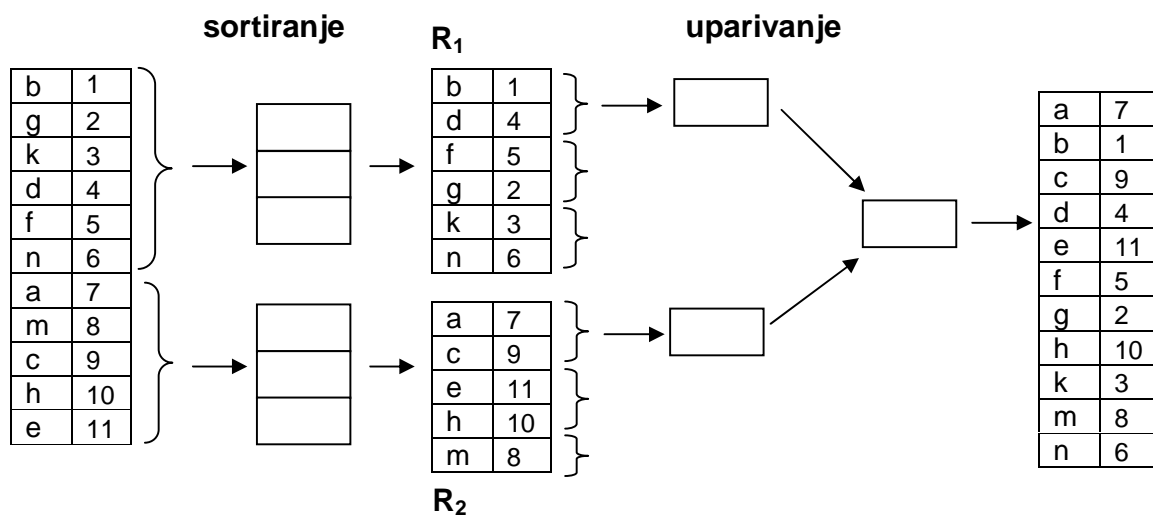 sortiranje
uparivanje
b 1
g 2
k 3
d 4
f 5
n 6
a 7
m 8
c 9
h 10
e 11
R1
b 1
d 4
f 5
g 2
k 3
n 6
a 7
c 9
e 11
h 10
m 8
R2
a 7
b 1
c 9
d 4
e 11
f 5
g 2
h 10
k 3
m 8
n 6